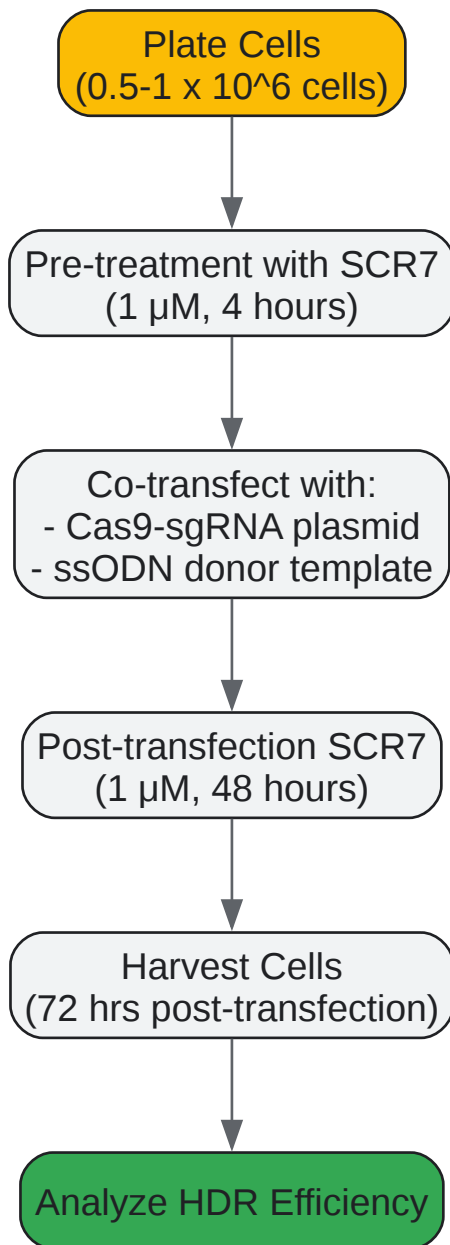 Plate Cells
(0.5-1 x 10^6 cells)
Pre-treatment with SCR7
(1 μM, 4 hours)
Co-transfect with:
- Cas9-sgRNA plasmid
- ssODN donor template
Post-transfection SCR7
(1 μM, 48 hours)
Harvest Cells
(72 hrs post-transfection)
Analyze HDR Efficiency